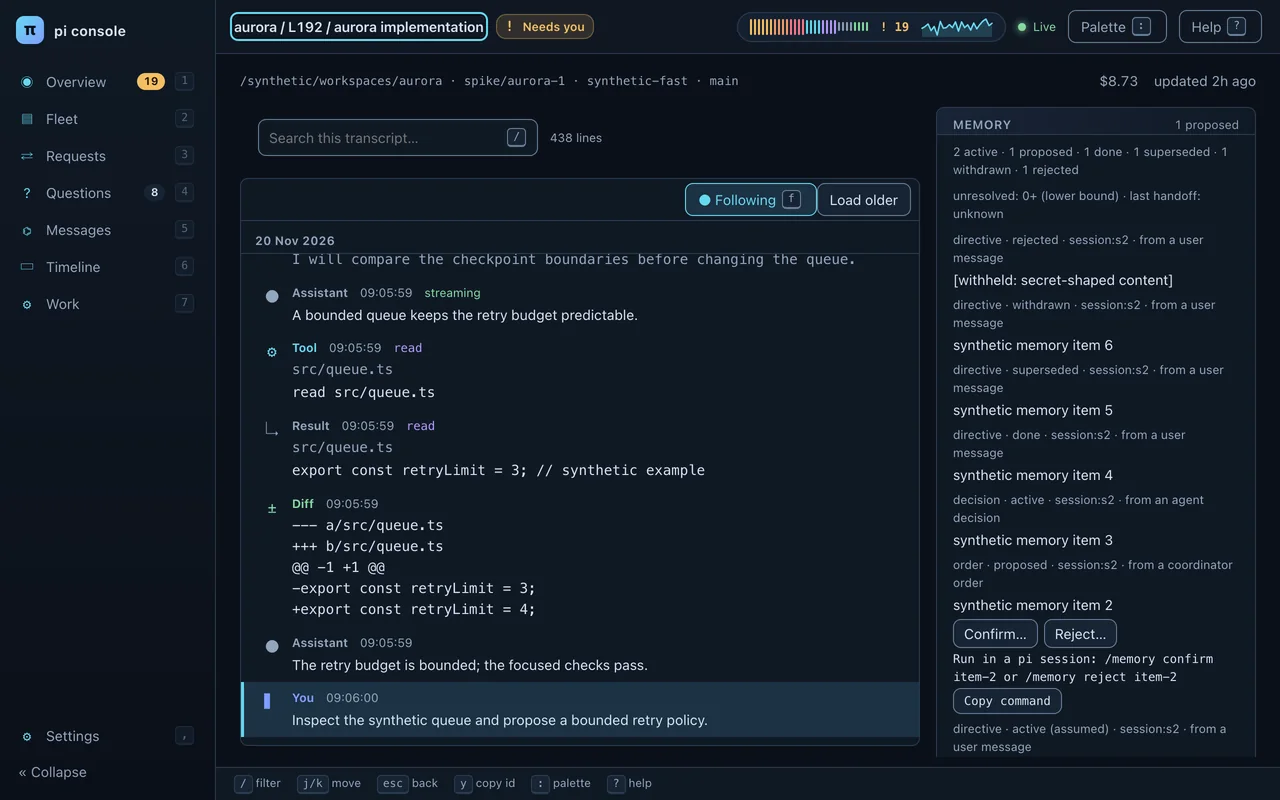 π pi console
Overview 19 1
Fleet 2
Requests 3
? Questions 8 4
Messages 5
Timeline 6
Work 7
Settings ,
« Collapse
aurora / L192 / aurora implementation
! Needs you
! 19
Live
Palette :
Help ?
/synthetic/workspaces/aurora · spike/aurora-1 · synthetic-fast · main
$8.73 updated 2h ago
Search this transcript... /
438 lines
Following f
Load older
20 Nov 2026
I will compare the checkpoint boundaries before changing the queue.
Assistant 09:05:59 streaming
A bounded queue keeps the retry budget predictable.
Tool 09:05:59 read
src/queue.ts
read src/queue.ts
Result 09:05:59 read
src/queue.ts
export const retryLimit = 3; // synthetic example
± Diff 09:05:59
--- a/src/queue.ts
+++ b/src/queue.ts
@@ -1 +1 @@
-export const retryLimit = 3;
+export const retryLimit = 4;
Assistant 09:05:59
The retry budget is bounded; the focused checks pass.
You 09:06:00
Inspect the synthetic queue and propose a bounded retry policy.
MEMORY 1 proposed
2 active · 1 proposed · 1 done · 1 superseded · 1
withdrawn · 1 rejected
unresolved: 0+ (lower bound) · last handoff:
unknown
directive · rejected · session:s2 · from a user
message
[withheld: secret-shaped content]
directive · withdrawn · session:s2 · from a user
message
synthetic memory item 6
directive · superseded · session:s2 · from a user
message
synthetic memory item 5
directive · done · session:s2 · from a user
message
synthetic memory item 4
decision · active · session:s2 · from an agent
decision
synthetic memory item 3
order · proposed · session:s2 · from a coordinator
order
synthetic memory item 2
Confirm... Reject...
Run in a pi session: /memory confirm
item-2 or /memory reject item-2
Copy command
directive · active (assumed) · session:s2 · from a
user message
/ filter j/k move esc back y copy id : palette ? help